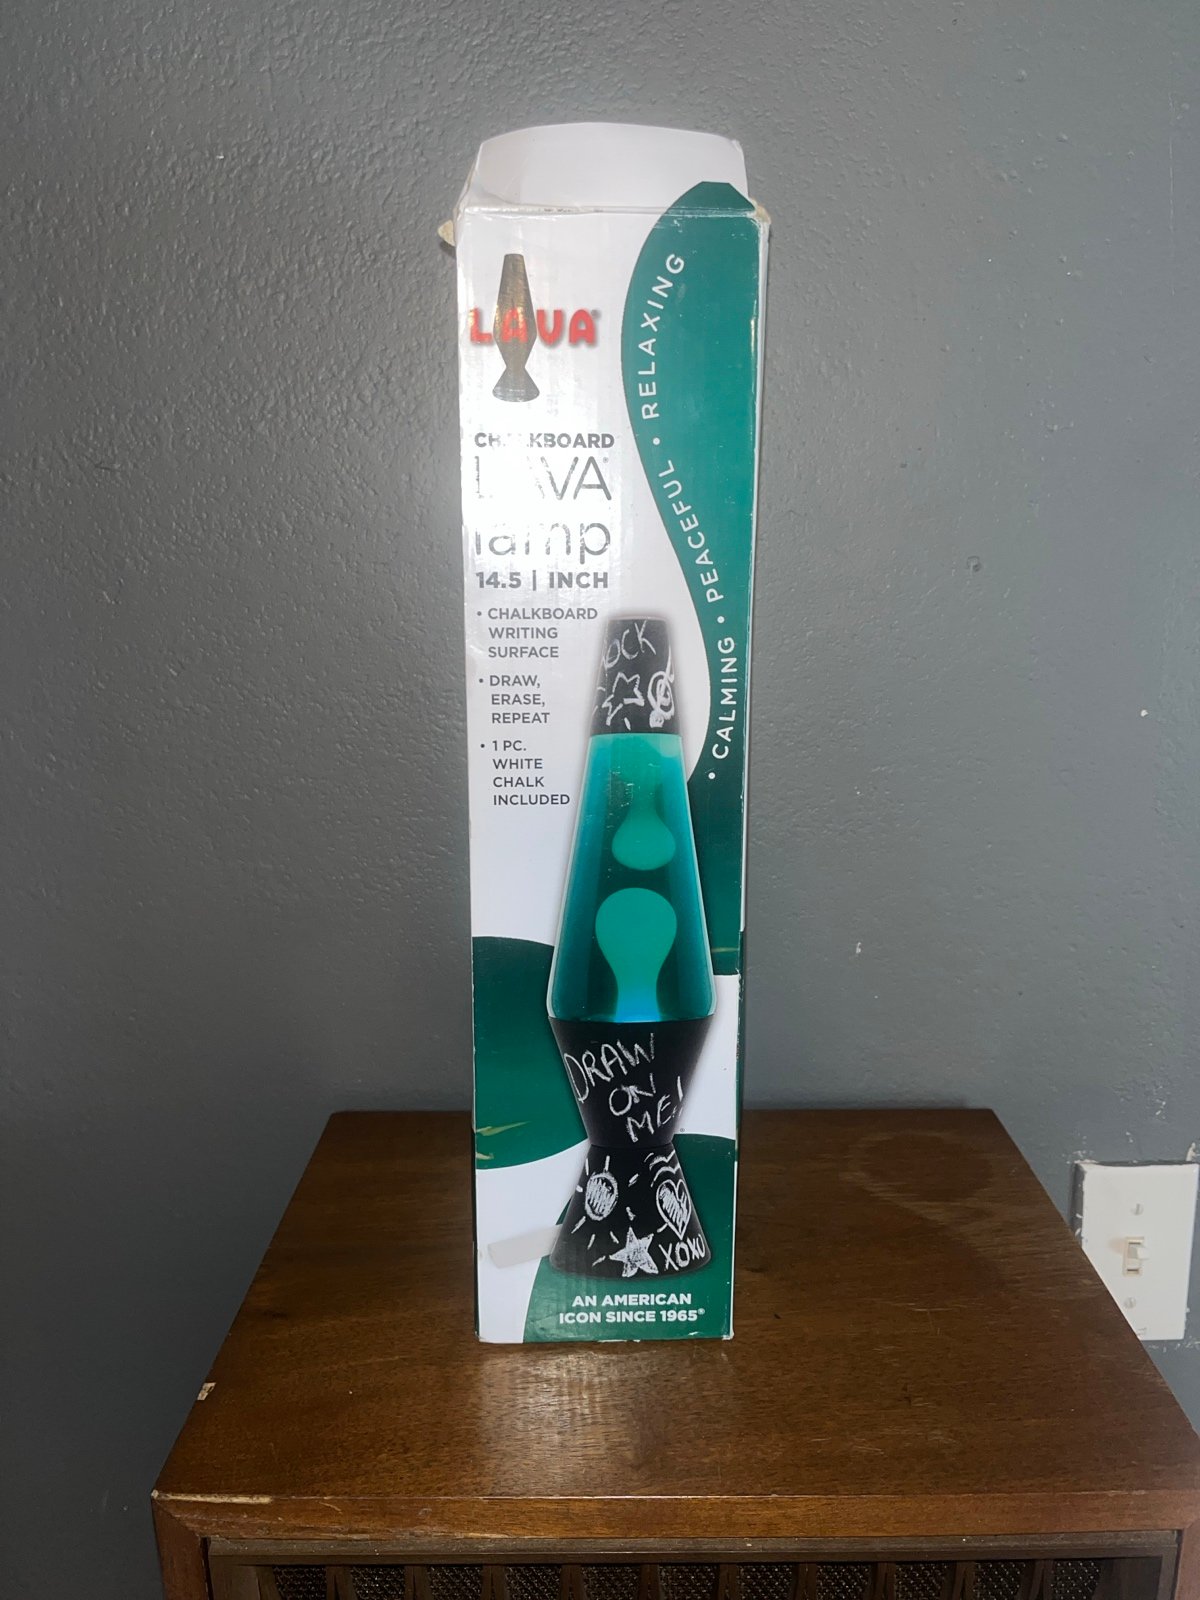 LAVA®
CHALKBOARD
LAVA®
lamp
14.5 | INCH
• CHALKBOARD
WRITING
SURFACE
• DRAW,
ERASE,
REPEAT
• 1 PC.
WHITE
CHALK
INCLUDED
• CALMING • PEACEFUL • RELAXING
OCK
DRAW
ON
ME!
XOXO
AN AMERICAN
ICON SINCE 1965®